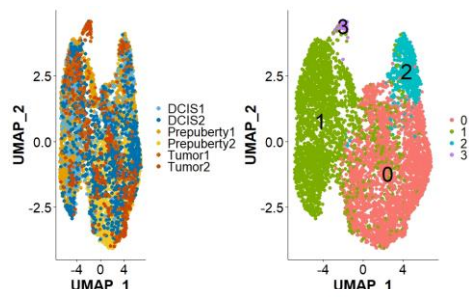 3
2
1
0
2.5
0.0
-2.5
UMAP_2
-4 0 4
UMAP_1
DCIS1
DCIS2
Prepuberty1
Prepuberty2
Tumor1
Tumor2
2.5
0.0
-2.5
UMAP_2
-4 0 4
UMAP_1
0
1
2
3